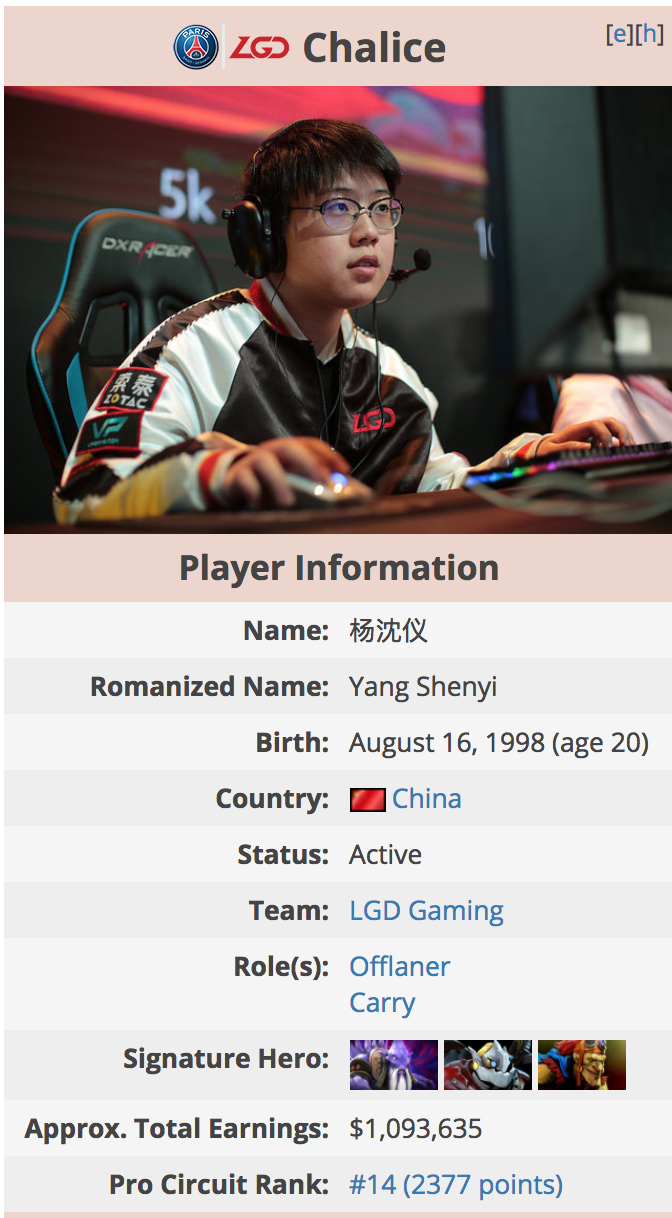 PARIS
LGD Chalice
[e][h]
5k
DXRACER
索泰
ZOTAC
VP
LGD
Player Information
Name: 杨沈仪
Romanized Name: Yang Shenyi
Birth: August 16, 1998 (age 20)
Country: China
Status: Active
Team: LGD Gaming
Role(s): Offlaner
Carry
Signature Hero:
Approx. Total Earnings: $1,093,635
Pro Circuit Rank: #14 (2377 points)